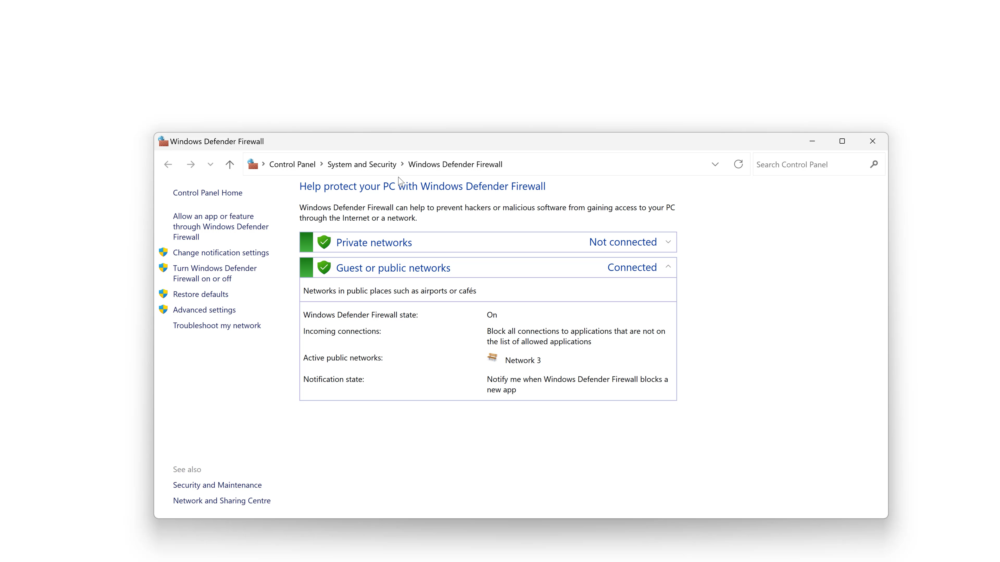 Windows Defender Firewall
Control Panel
System and Security
Windows Defender Firewall
Search Control Panel
Control Panel Home
Allow an app or feature
through Windows Defender
Firewall
Change notification settings
Turn Windows Defender
Firewall on or off
Restore defaults
Advanced settings
Troubleshoot my network
See also
Security and Maintenance
Network and Sharing Centre
Help protect your PC with Windows Defender Firewall
Windows Defender Firewall can help to prevent hackers or malicious software from gaining access to your PC
through the Internet or a network.
Private networks
Not connected
Guest or public networks
Connected
Networks in public places such as airports or cafés
Windows Defender Firewall state:
On
Incoming connections:
Block all connections to applications that are not on
the list of allowed applications
Active public networks:
Network 3
Notification state:
Notify me when Windows Defender Firewall blocks a
new app